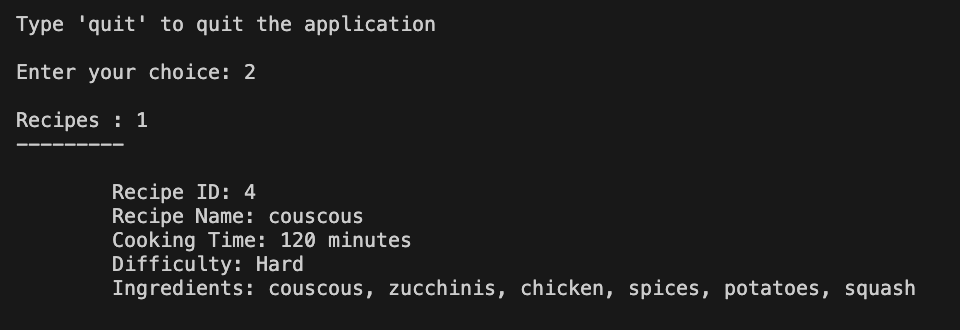 Type 'quit' to quit the application
Enter your choice: 2
Recipes : 1
---------
Recipe ID: 4
Recipe Name: couscous
Cooking Time: 120 minutes
Difficulty: Hard
Ingredients: couscous, zucchinis, chicken, spices, potatoes, squash